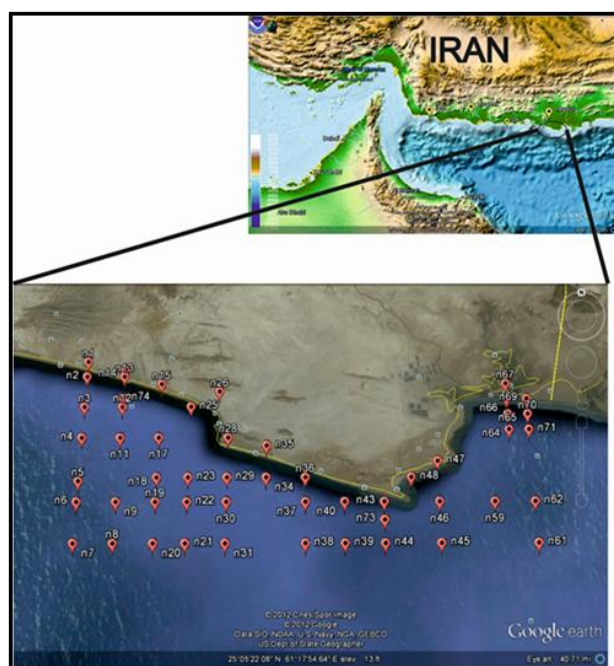 IRAN
n1
n2
n14
n13
n15
n26
n67
n3
n74
n25
n69
n66
n70
n65
n4
n11
n17
n28
n64
n71
n35
n47
n5
n18
n23
n29
n34
n36
n48
n6
n9
n19
n22
n30
n37
n40
n43
n46
n59
n62
n73
n7
n8
n20
n21
n31
n38
n39
n44
n45
n61
© 2012 Cnes/Spot Image
© 2012 Google
Data SIO, NOAA, U.S. Navy, NGA, GEBCO
US Dept of State Geographer
Google earth
25°05'22.08" N 61°17'54.64" E elev 13 ft
Eye alt 40.71 mi